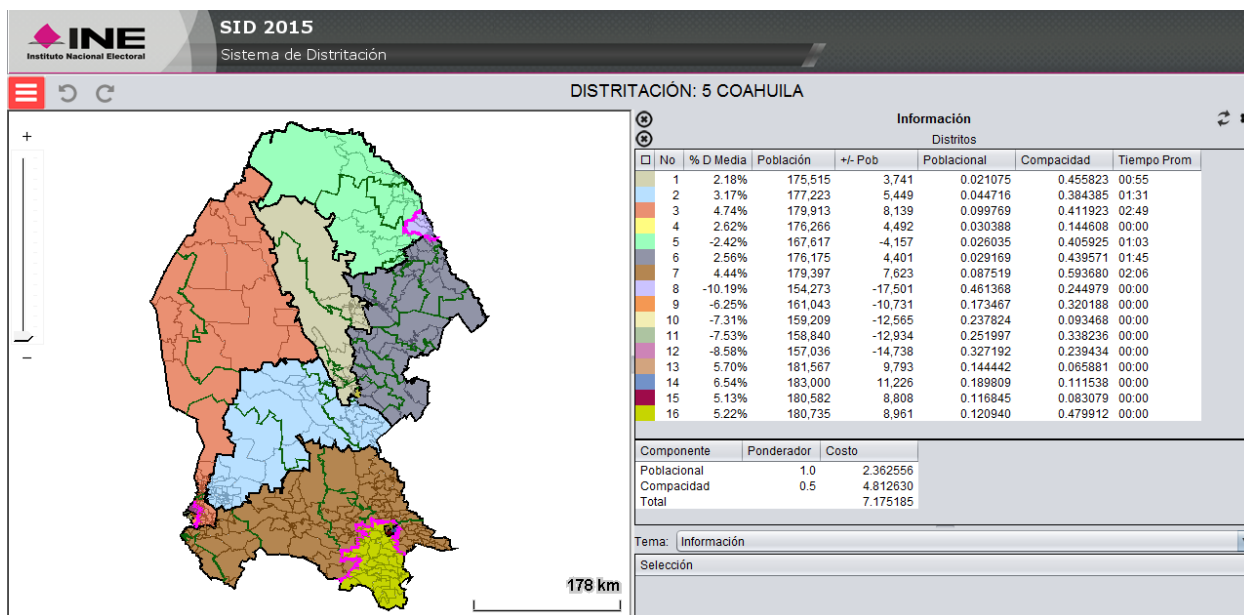 INE
Instituto Nacional Electoral
SID 2015
Sistema de Distritación
DISTRITACIÓN: 5 COAHUILA
+
−
178 km
Información
Distritos
No % D Media Población +/- Pob Poblacional Compacidad Tiempo Prom
1 2.18% 175,515 3,741 0.021075 0.455823 00:55
2 3.17% 177,223 5,449 0.044716 0.384385 01:31
3 4.74% 179,913 8,139 0.099769 0.411923 02:49
4 2.62% 176,266 4,492 0.030388 0.144608 00:00
5 -2.42% 167,617 -4,157 0.026035 0.405925 01:03
6 2.56% 176,175 4,401 0.029169 0.439571 01:45
7 4.44% 179,397 7,623 0.087519 0.593680 02:06
8 -10.19% 154,273 -17,501 0.461368 0.244979 00:00
9 -6.25% 161,043 -10,731 0.173467 0.320188 00:00
10 -7.31% 159,209 -12,565 0.237824 0.093468 00:00
11 -7.53% 158,840 -12,934 0.251997 0.338236 00:00
12 -8.58% 157,036 -14,738 0.327192 0.239434 00:00
13 5.70% 181,567 9,793 0.144442 0.065881 00:00
14 6.54% 183,000 11,226 0.189809 0.111538 00:00
15 5.13% 180,582 8,808 0.116845 0.083079 00:00
16 5.22% 180,735 8,961 0.120940 0.479912 00:00
Componente Ponderador Costo
Poblacional 1.0 2.362556
Compacidad 0.5 4.812630
Total 7.175185
Tema: Información
Selección